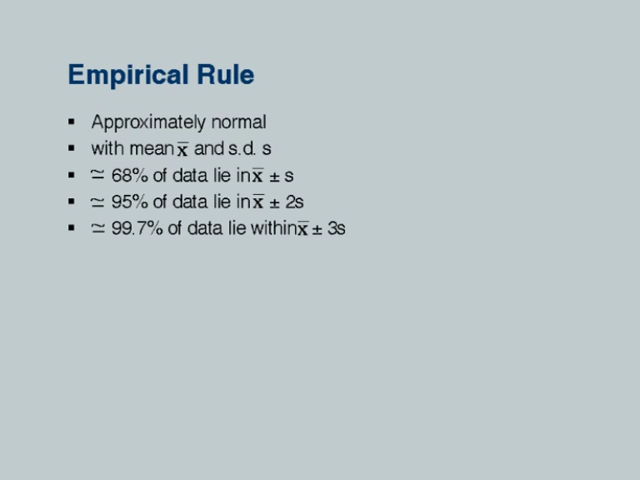 Empirical Rule
▪ Approximately normal
▪ with mean x̅ and s.d. s
▪ ≃ 68% of data lie in x̅ ± s
▪ ≃ 95% of data lie in x̅ ± 2s
▪ ≃ 99.7% of data lie within x̅ ± 3s